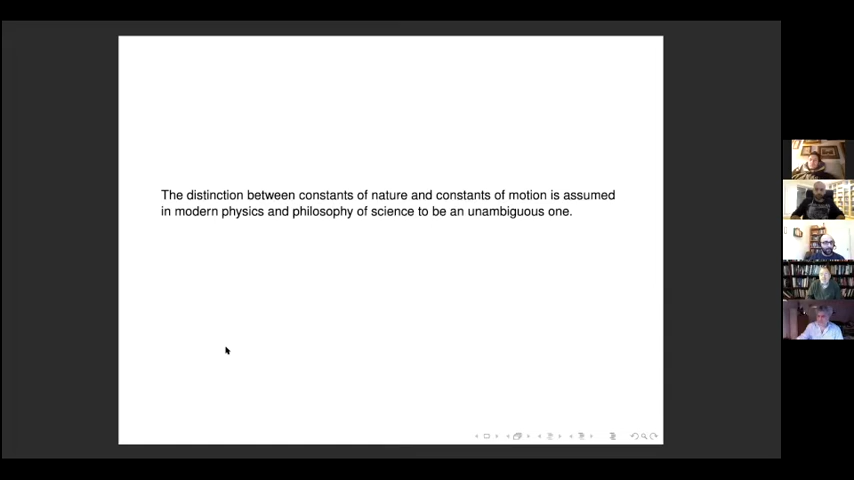 The distinction between constants of nature and constants of motion is assumed
in modern physics and philosophy of science to be an unambiguous one.